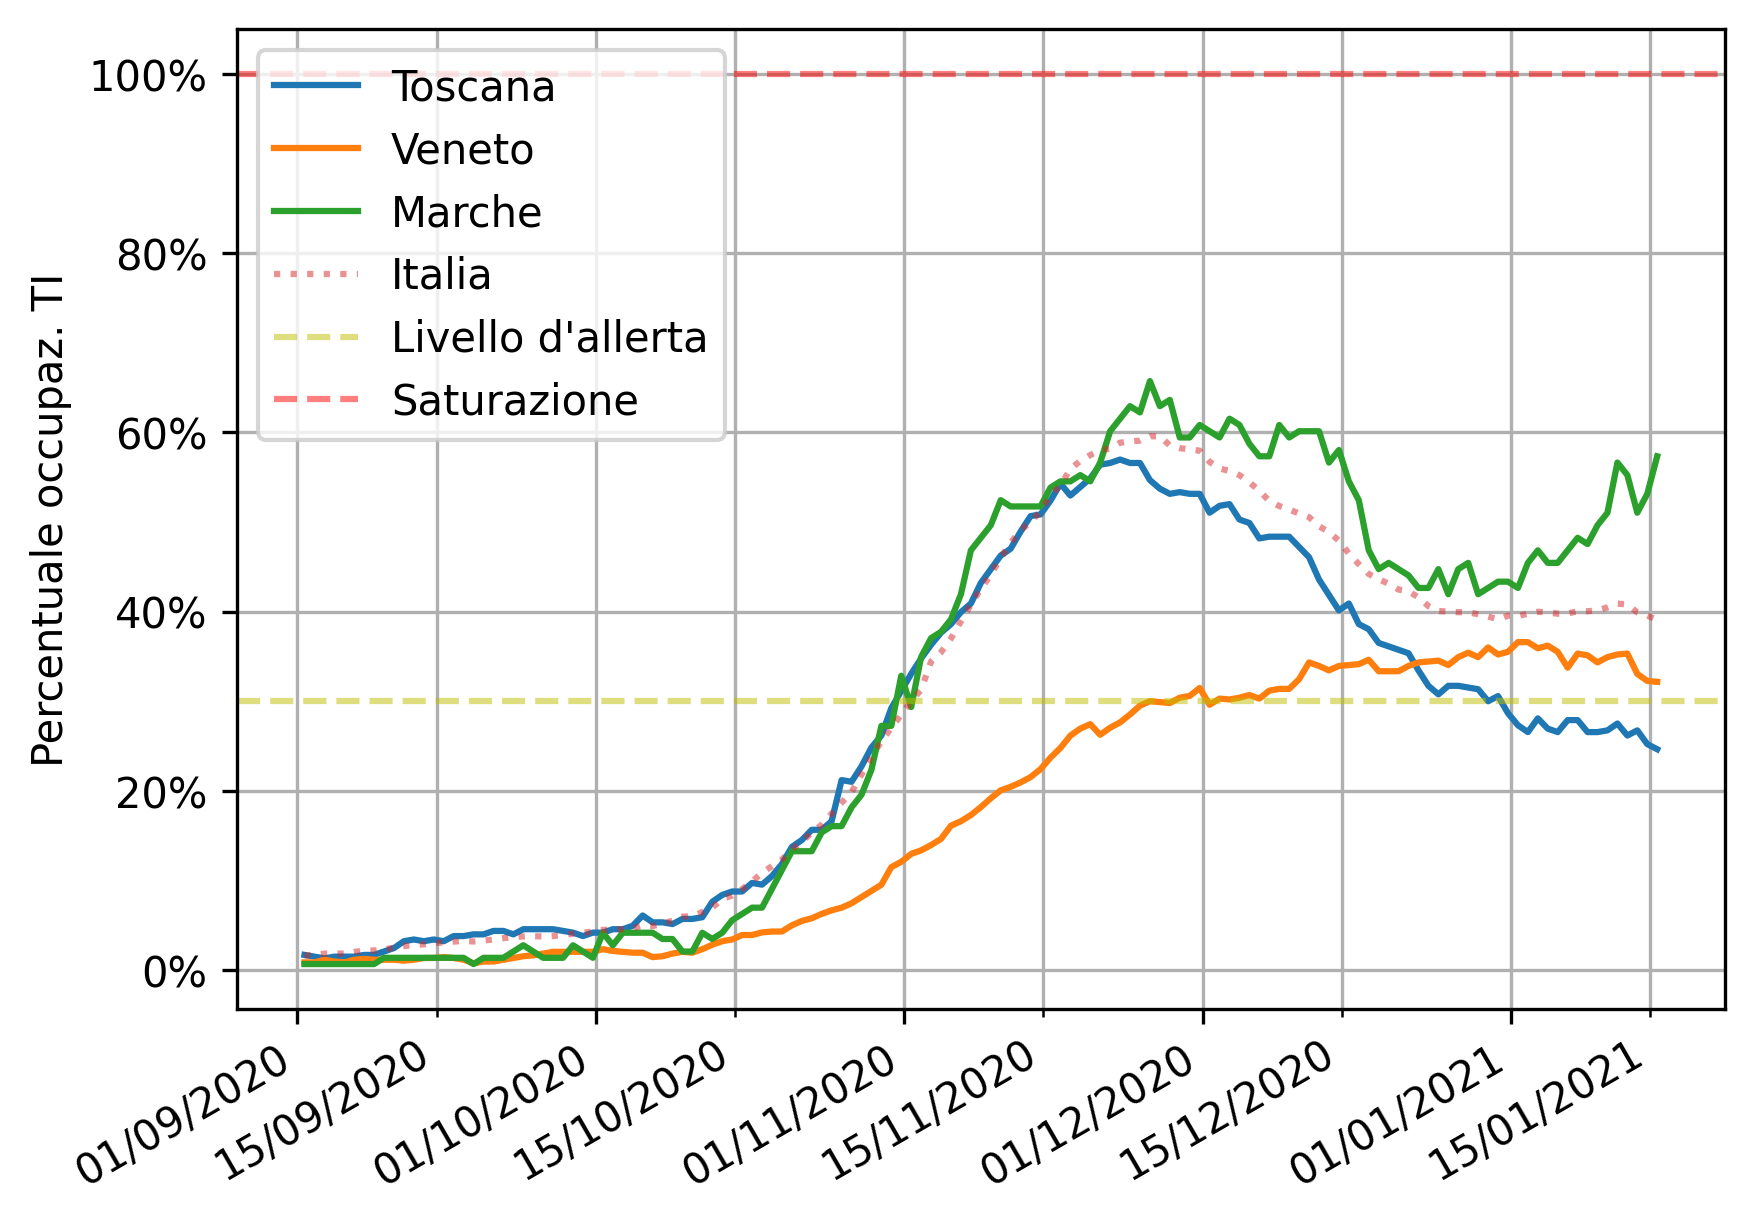 Percentuale occupaz. TI
100%
80%
60%
40%
20%
0%
Toscana
Veneto
Marche
Italia
Livello d'allerta
Saturazione
01/09/2020
15/09/2020
01/10/2020
15/10/2020
01/11/2020
15/11/2020
01/12/2020
15/12/2020
01/01/2021
15/01/2021